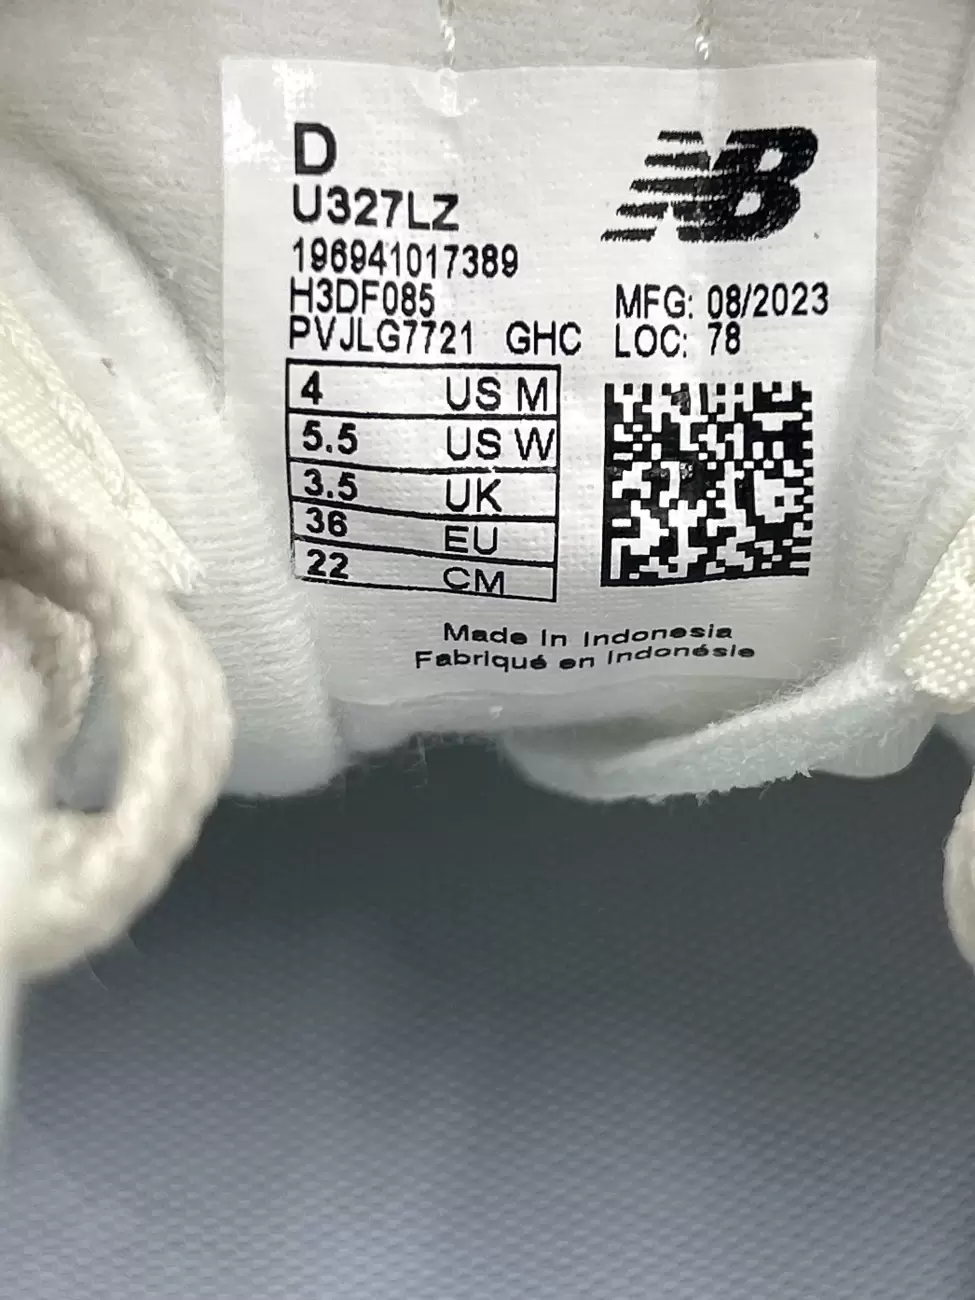 D
U327LZ
NB
196941017389
H3DF085
MFG: 08/2023
PVJLG7721 GHC
LOC: 78
4 US M
5.5 US W
3.5 UK
36 EU
22 CM
Made In Indonesia
Fabriqué en Indonésie